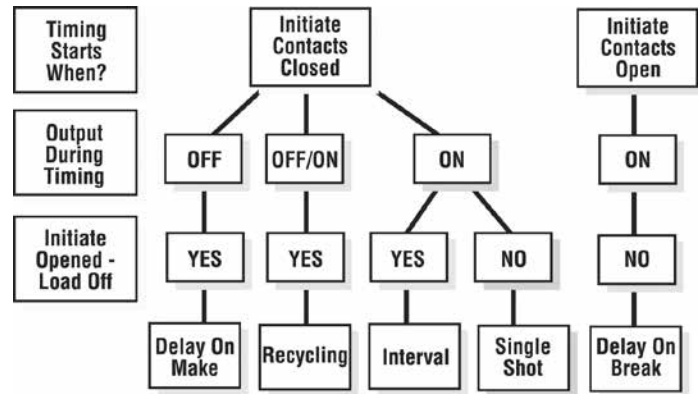 Timing
Starts
When?
Initiate
Contacts
Closed
Initiate
Contacts
Open
Output
During
Timing
OFF
OFF/ON
ON
ON
Initiate
Opened -
Load Off
YES
YES
YES
NO
NO
Delay On
Make
Recycling
Interval
Single
Shot
Delay On
Break